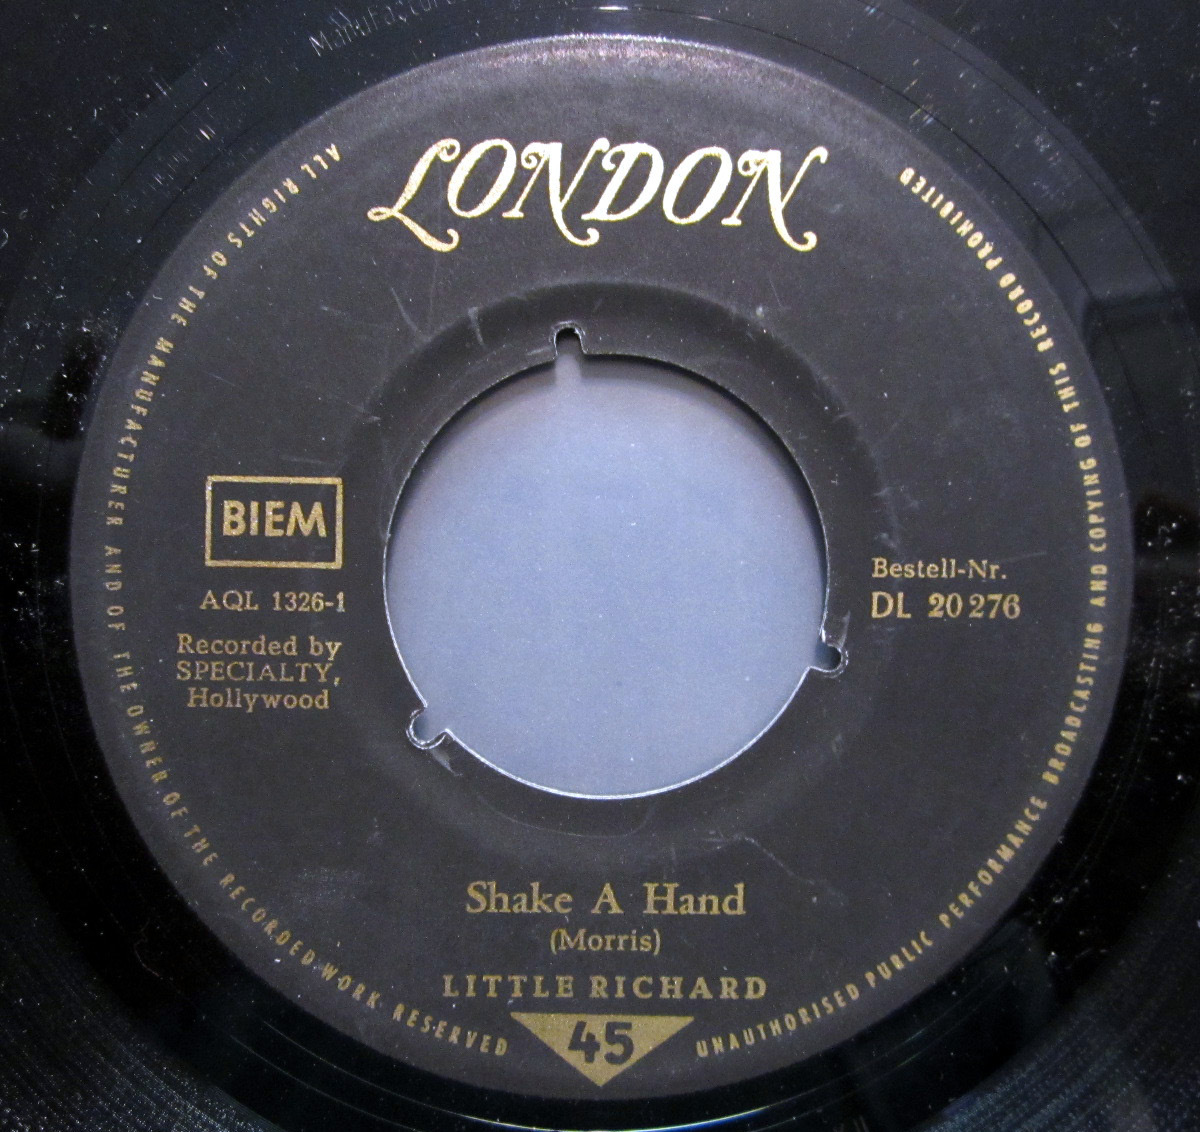 Manufactured
LONDON
ALL RIGHTS OF THE MANUFACTURER AND OF THE OWNER OF THE RECORDED WORK RESERVED
UNAUTHORISED PUBLIC PERFORMANCE BROADCASTING AND COPYING OF THIS RECORD PROHIBITED
BIEM
AQL 1326-1
Recorded by
SPECIALTY,
Hollywood
Bestell-Nr.
DL 20 276
Shake A Hand
(Morris)
LITTLE RICHARD
45